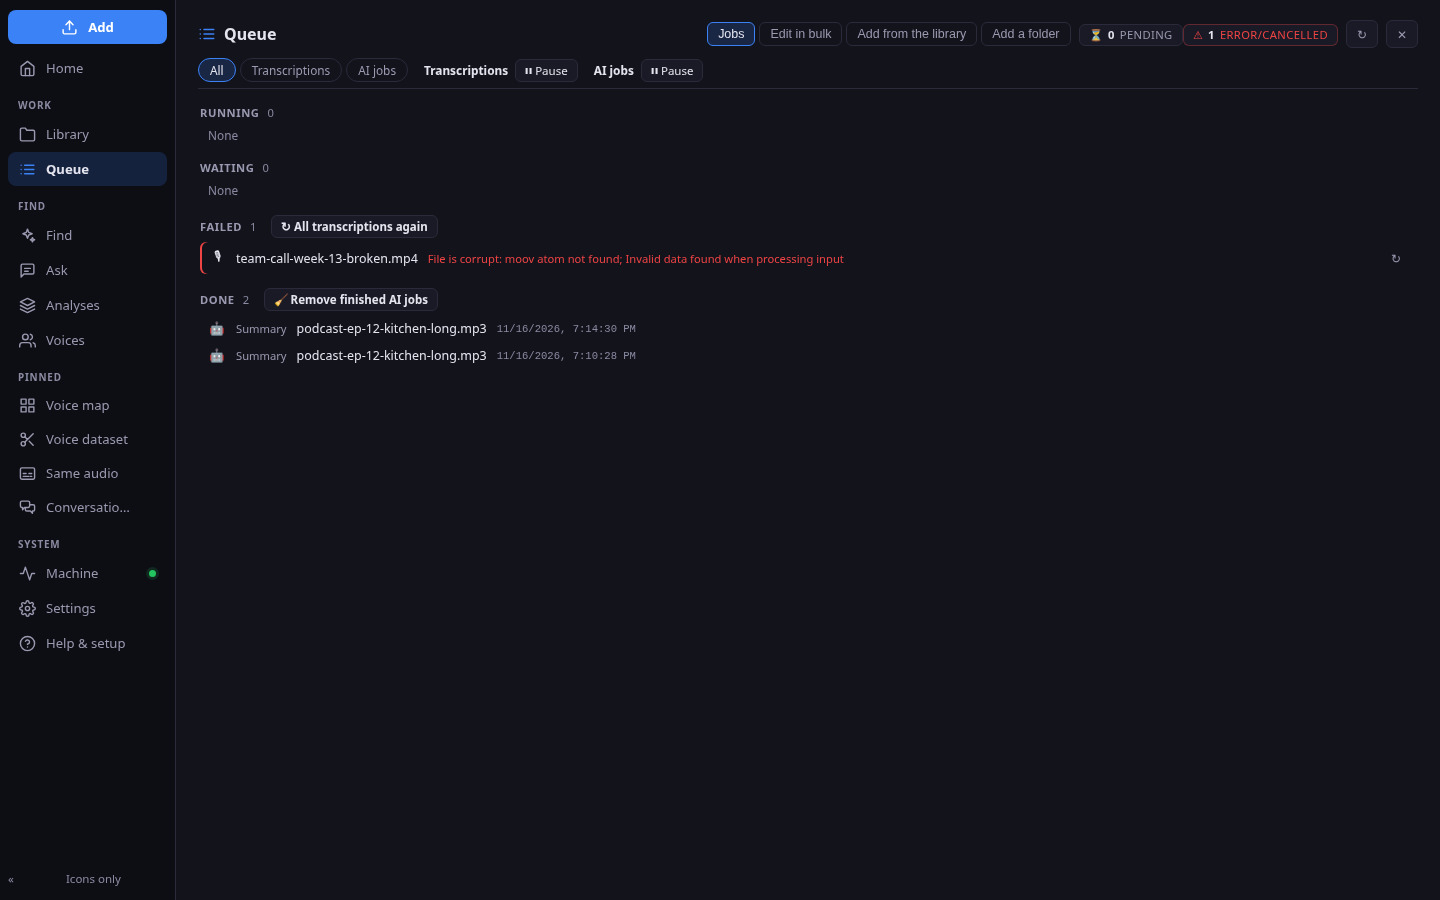 Add
Home
WORK
Library
Queue
FIND
Find
Ask
Analyses
Voices
PINNED
Voice map
Voice dataset
Same audio
Conversatio...
SYSTEM
Machine
Settings
Help & setup
« Icons only
Queue
Jobs Edit in bulk Add from the library Add a folder ⏳ 0 PENDING ⚠ 1 ERROR/CANCELLED ↻ ✕
All Transcriptions AI jobs Transcriptions ⏸ Pause AI jobs ⏸ Pause
RUNNING 0
None
WAITING 0
None
FAILED 1 ↻ All transcriptions again
team-call-week-13-broken.mp4 File is corrupt: moov atom not found; Invalid data found when processing input ↻
DONE 2 🧹 Remove finished AI jobs
🤖 Summary podcast-ep-12-kitchen-long.mp3 11/16/2026, 7:14:30 PM
🤖 Summary podcast-ep-12-kitchen-long.mp3 11/16/2026, 7:10:28 PM